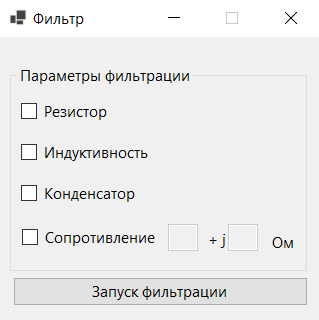 Фильтр
Параметры фильтрации
Резистор
Индуктивность
Конденсатор
Сопротивление + j Ом
Запуск фильтрации